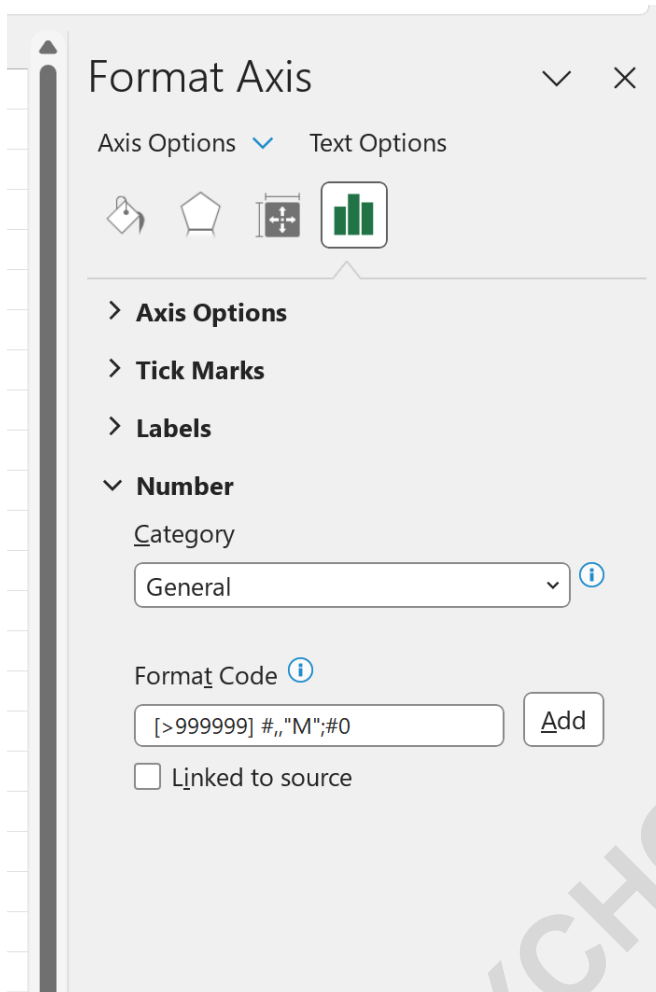 Format Axis
Axis Options Text Options
Axis Options
Tick Marks
Labels
Number
Category
General
Format Code
[>999999] #,,"M";#0
Add
Linked to source
YCHO